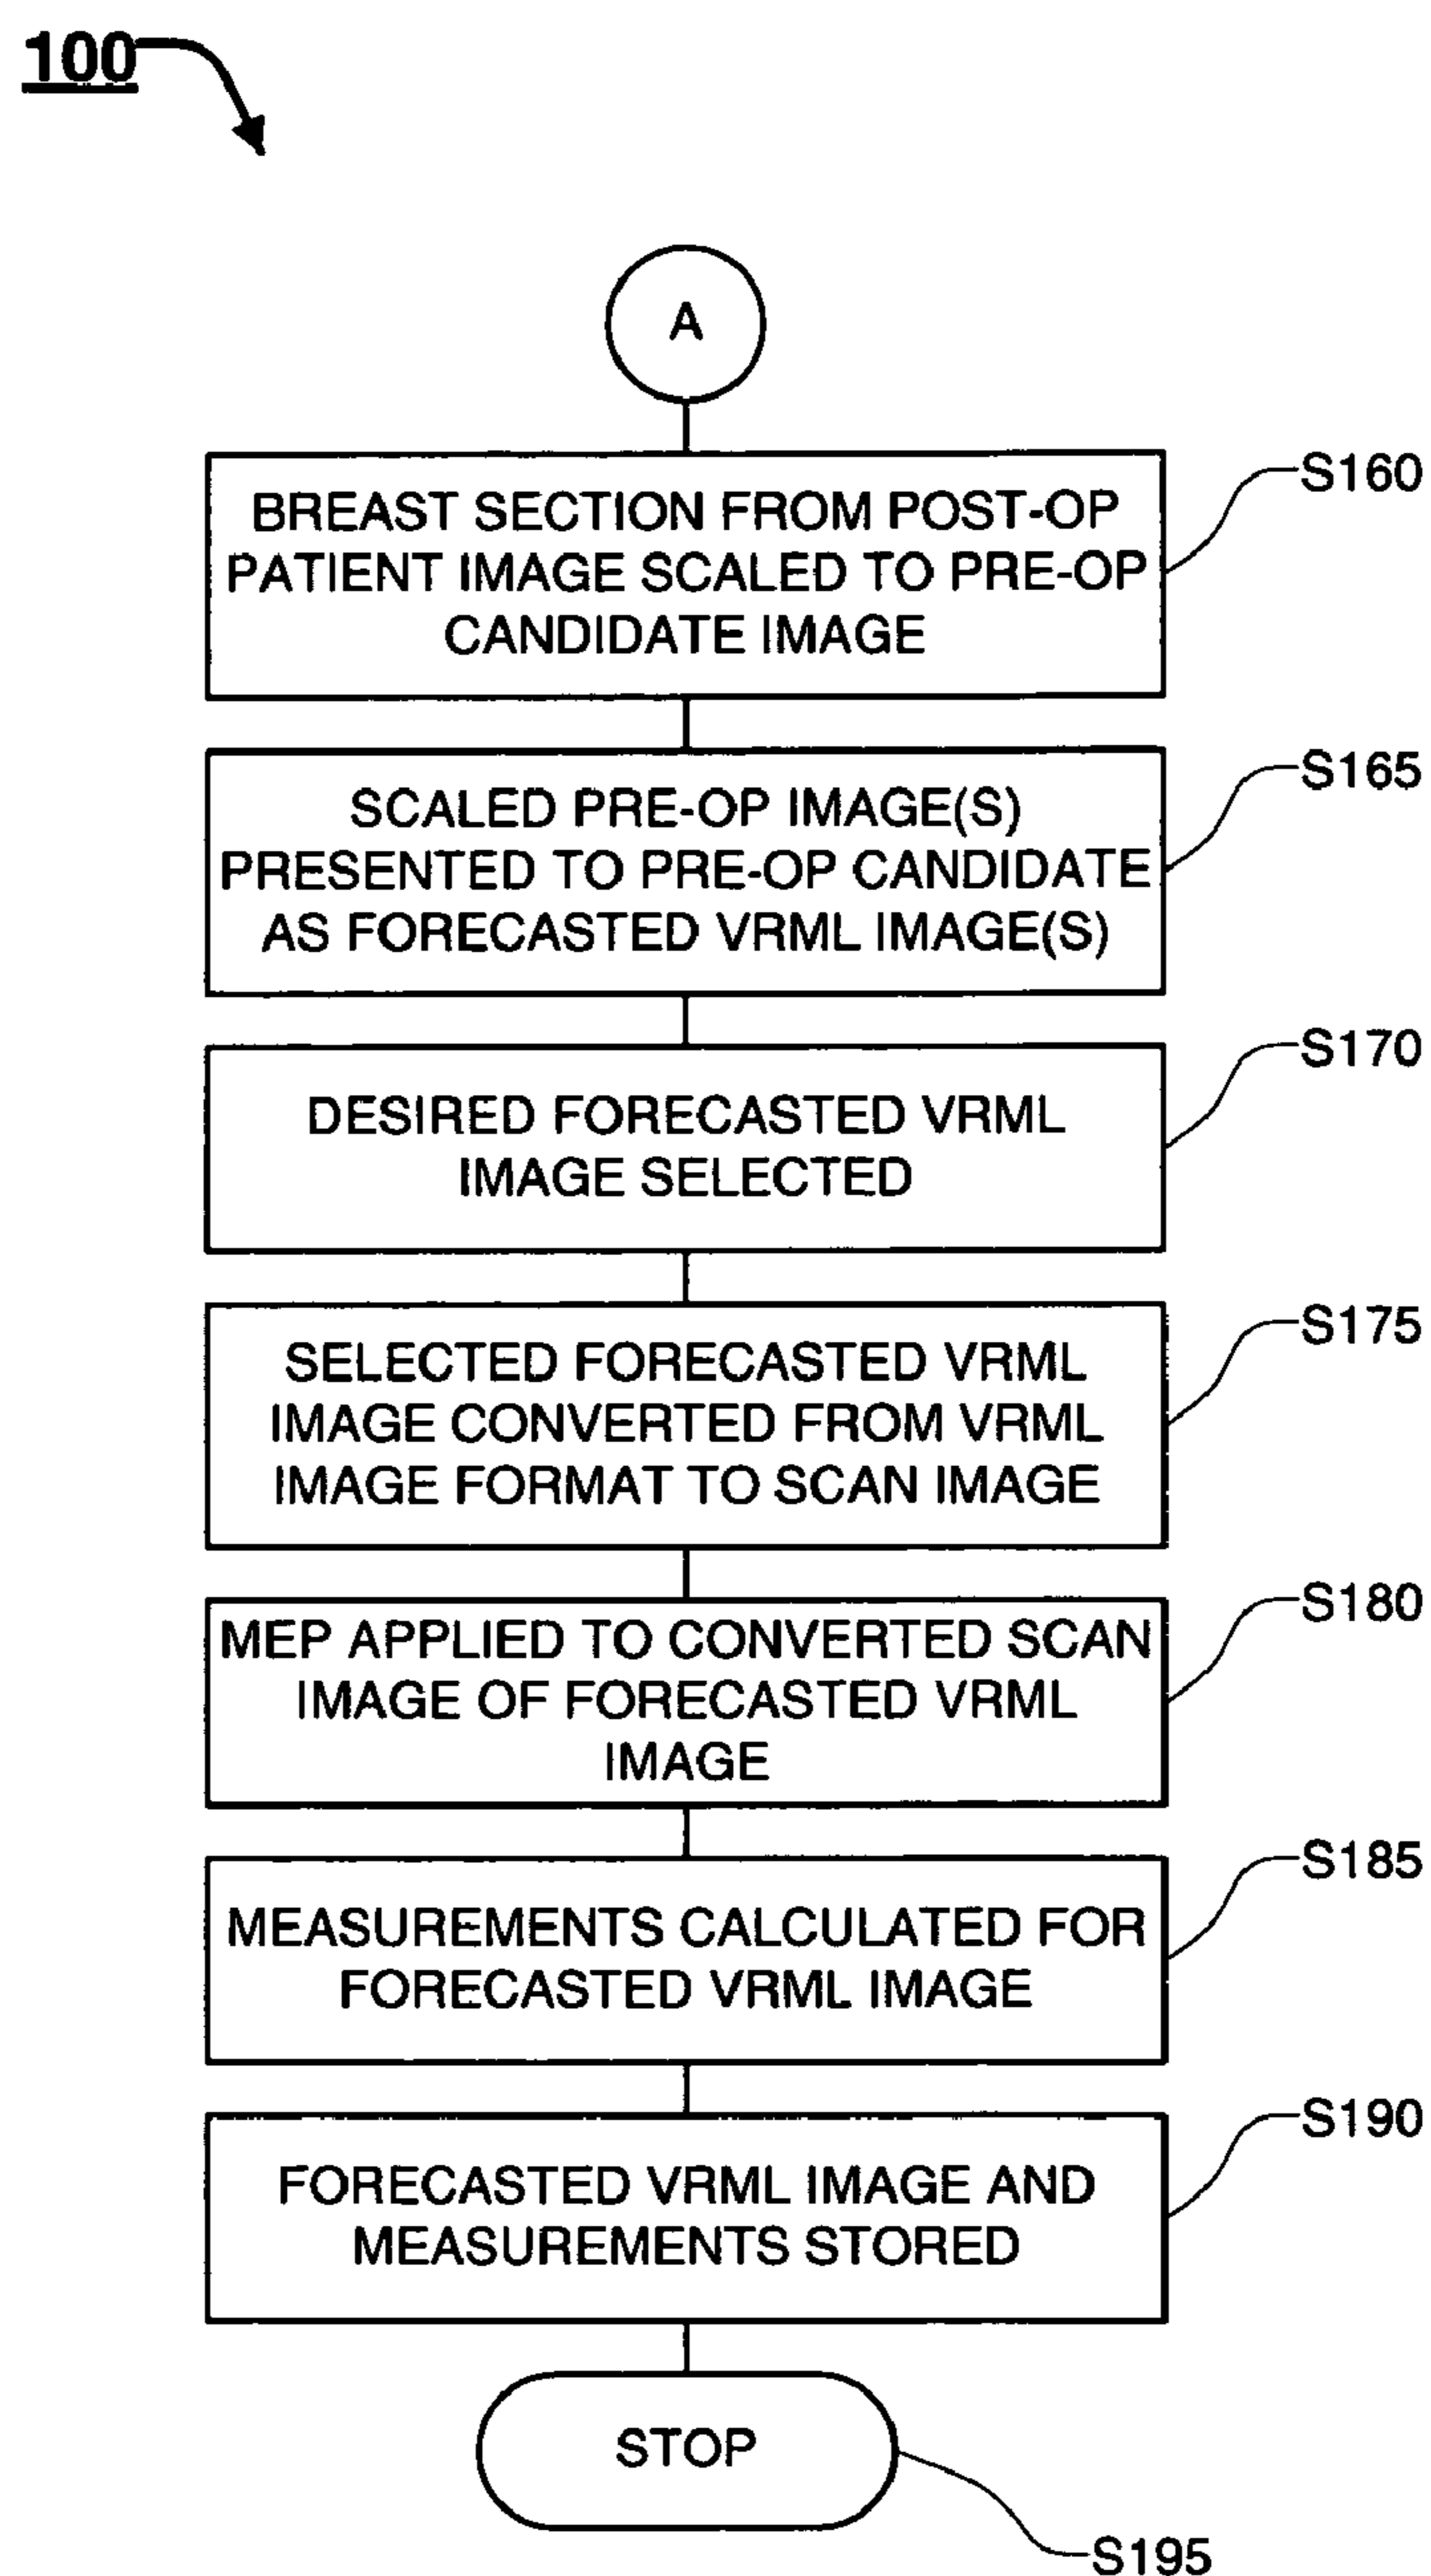 100
A
BREAST SECTION FROM POST-OP
PATIENT IMAGE SCALED TO PRE-OP
CANDIDATE IMAGE
S160
SCALED PRE-OP IMAGE(S)
PRESENTED TO PRE-OP CANDIDATE
AS FORECASTED VRML IMAGE(S)
S165
DESIRED FORECASTED VRML
IMAGE SELECTED
S170
SELECTED FORECASTED VRML
IMAGE CONVERTED FROM VRML
IMAGE FORMAT TO SCAN IMAGE
S175
MEP APPLIED TO CONVERTED SCAN
IMAGE OF FORECASTED VRML
IMAGE
S180
MEASUREMENTS CALCULATED FOR
FORECASTED VRML IMAGE
S185
FORECASTED VRML IMAGE AND
MEASUREMENTS STORED
S190
STOP
S195